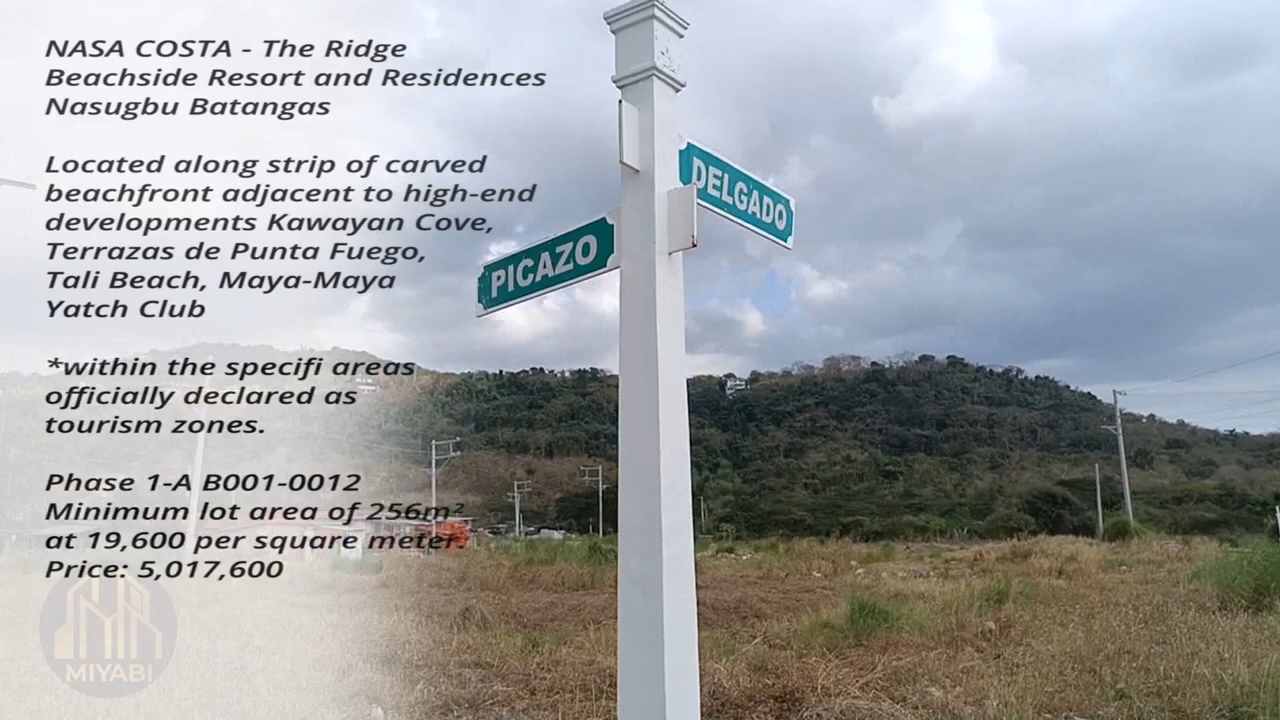 NASA COSTA - The Ridge
Beachside Resort and Residences
Nasugbu Batangas
Located along strip of carved
beachfront adjacent to high-end
developments Kawayan Cove,
Terrazas de Punta Fuego,
Tali Beach, Maya-Maya
Yatch Club
*within the specifi areas
officially declared as
tourism zones.
Phase 1-A B001-0012
Minimum lot area of 256m²
at 19,600 per square meter.
Price: 5,017,600
MIYABI
DELGADO
PICAZO